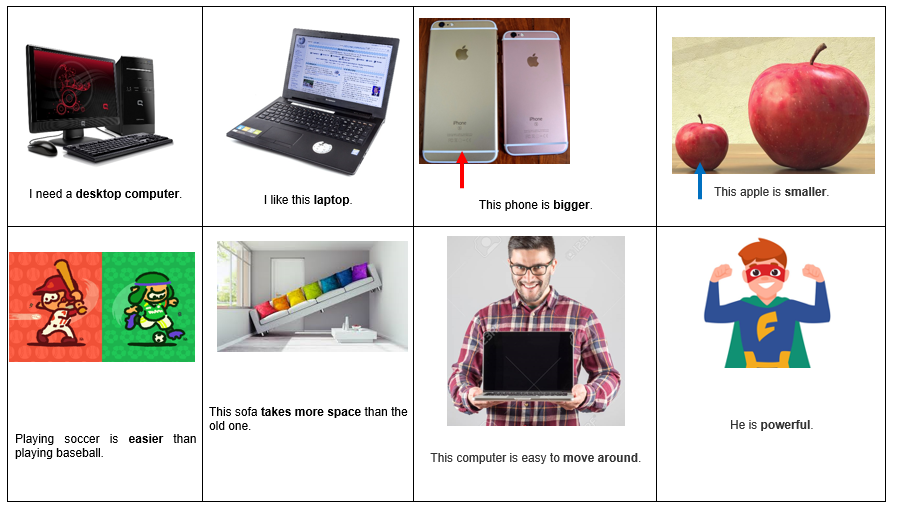 I need a desktop computer.
I like this laptop.
This phone is bigger.
This apple is smaller.
Playing soccer is easier than
playing baseball.
This sofa takes more space than the
old one.
This computer is easy to move around.
He is powerful.